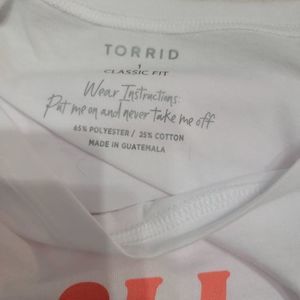 TORRID
1
CLASSIC FIT
Wear Instructions:
Put me on and never take me off
65% POLYESTER / 25% COTTON
MADE IN GUATEMALA